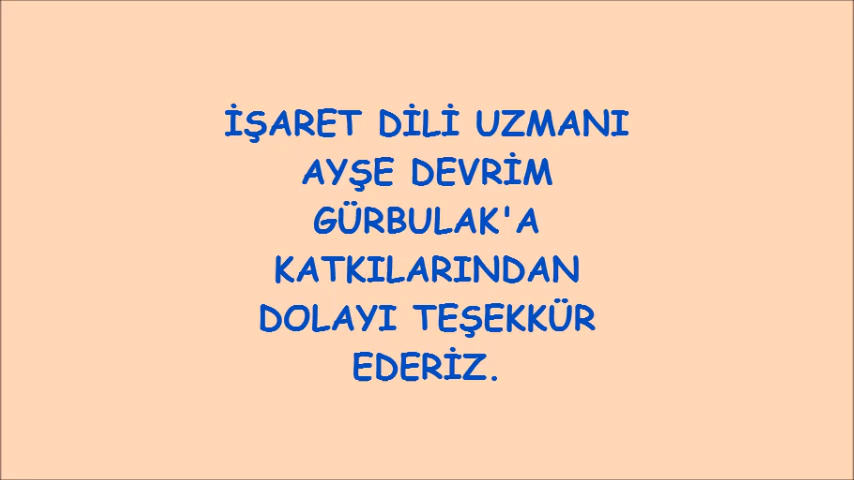 İŞARET DİLİ UZMANI
AYŞE DEVRİM
GÜRBULAK'A
KATKILARINDAN
DOLAYI TEŞEKKÜR
EDERİZ.